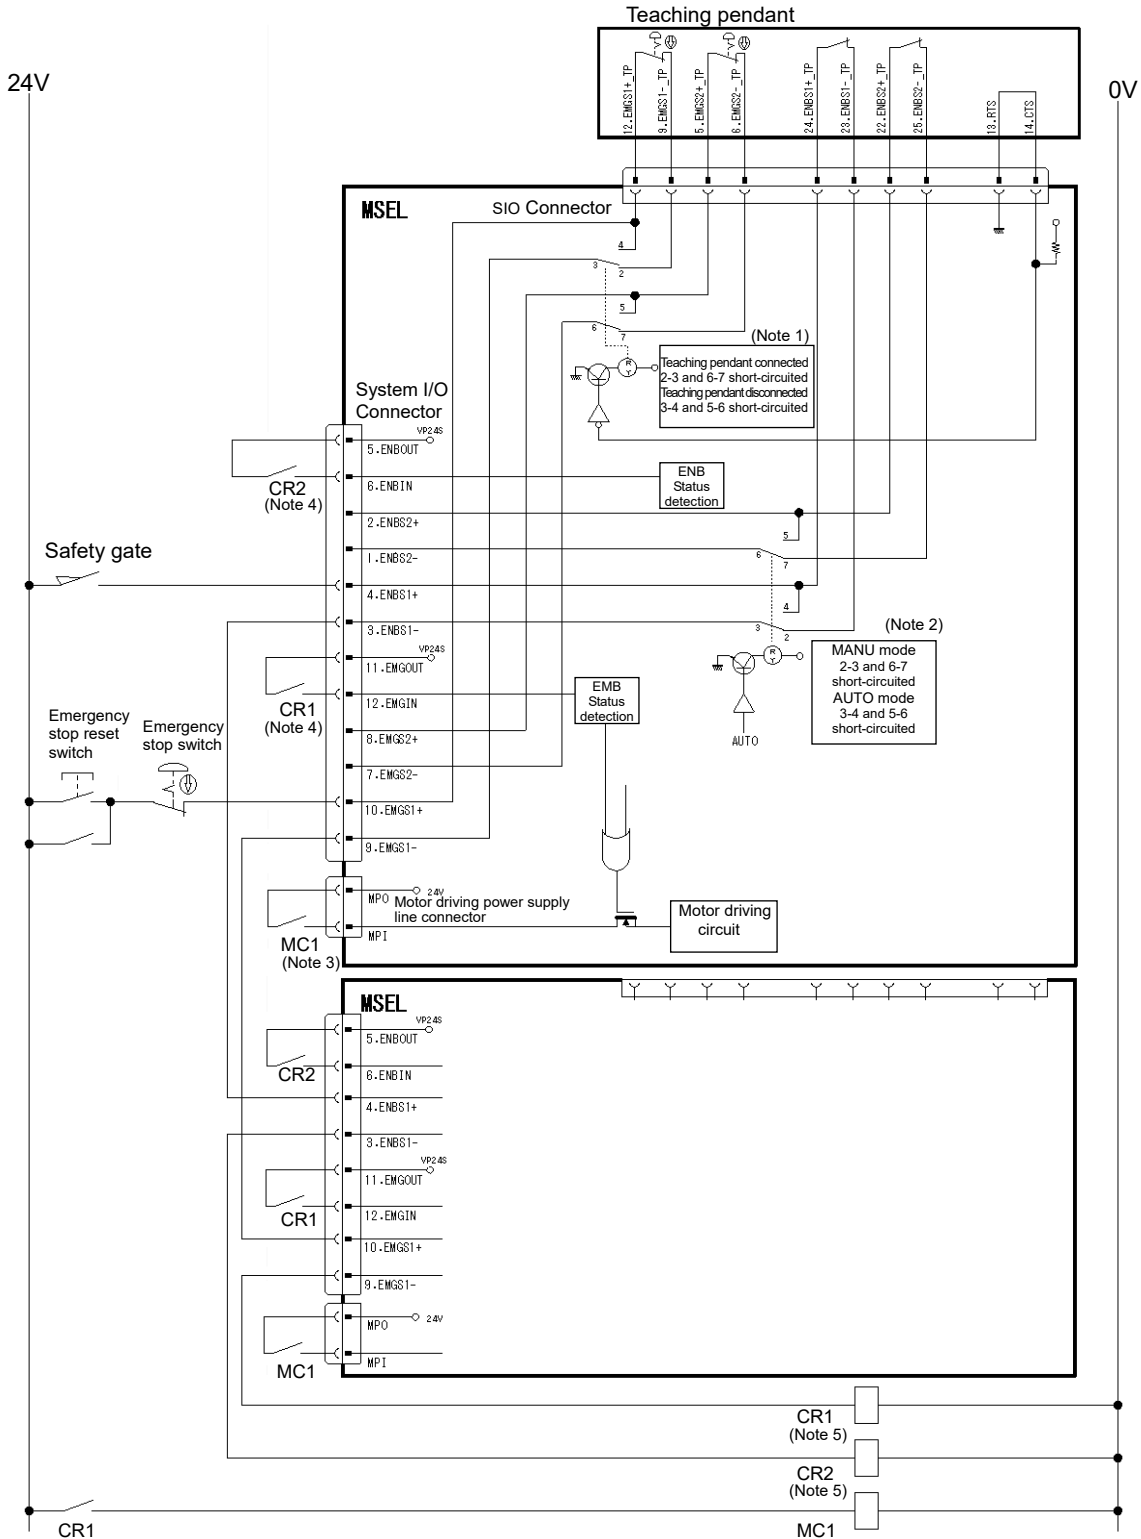 Teaching pendant
24V
0V
12.EMGS1+_TP
9.EMGS1-_TP
5.EMGS2+_TP
6.EMGS2-_TP
24.ENBS1+_TP
23.ENBS1-_TP
22.ENBS2+_TP
25.ENBS2-_TP
13.RTS
14.CTS
MSEL
SIO Connector
4
3
2
5
6
7
(Note 1)
RY
Teaching pendant connected
2-3 and 6-7 short-circuited
Teaching pendant disconnected
3-4 and 5-6 short-circuited
System I/O
Connector
VP24S
5.ENBOUT
CR2
(Note 4)
6.ENBIN
ENB
Status
detection
2.ENBS2+
5
Safety gate
1.ENBS2-
6
7
4.ENBS1+
4
3.ENBS1-
3
2
(Note 2)
VP24S
11.EMGOUT
RY
MANU mode
2-3 and 6-7
short-circuited
AUTO mode
3-4 and 5-6
short-circuited
CR1
(Note 4)
12.EMGIN
EMB
Status
detection
AUTO
Emergency
stop reset
switch
Emergency
stop switch
8.EMGS2+
7.EMGS2-
10.EMGS1+
9.EMGS1-
MPO
24V
Motor driving power supply
line connector
MC1
(Note 3)
MPI
Motor driving
circuit
MSEL
VP24S
5.ENBOUT
CR2
6.ENBIN
4.ENBS1+
3.ENBS1-
VP24S
11.EMGOUT
CR1
12.EMGIN
10.EMGS1+
9.EMGS1-
MPO
24V
MC1
MPI
CR1
(Note 5)
CR2
(Note 5)
CR1
MC1